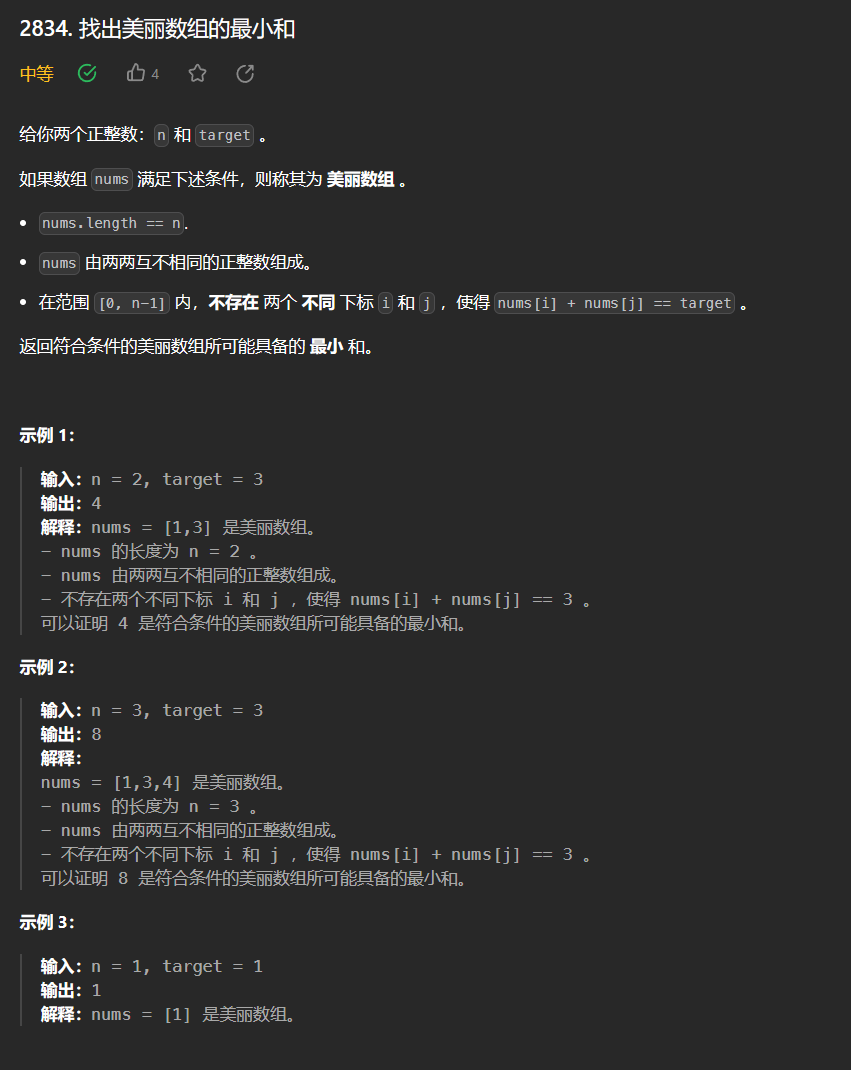 2834. 找出美丽数组的最小和
中等 4
给你两个正整数：n 和 target 。
如果数组 nums 满足下述条件，则称其为 美丽数组 。
• nums.length == n.
• nums 由两两互不相同的正整数组成。
• 在范围 [0, n-1] 内，不存在 两个 不同 下标 i 和 j ，使得 nums[i] + nums[j] == target 。
返回符合条件的美丽数组所可能具备的 最小 和。
示例 1：
输入：n = 2, target = 3
输出：4
解释：nums = [1,3] 是美丽数组。
- nums 的长度为 n = 2 。
- nums 由两两互不相同的正整数组成。
- 不存在两个不同下标 i 和 j ，使得 nums[i] + nums[j] == 3 。
可以证明 4 是符合条件的美丽数组所可能具备的最小和。
示例 2：
输入：n = 3, target = 3
输出：8
解释：
nums = [1,3,4] 是美丽数组。
- nums 的长度为 n = 3 。
- nums 由两两互不相同的正整数组成。
- 不存在两个不同下标 i 和 j ，使得 nums[i] + nums[j] == 3 。
可以证明 8 是符合条件的美丽数组所可能具备的最小和。
示例 3：
输入：n = 1, target = 1
输出：1
解释：nums = [1] 是美丽数组。